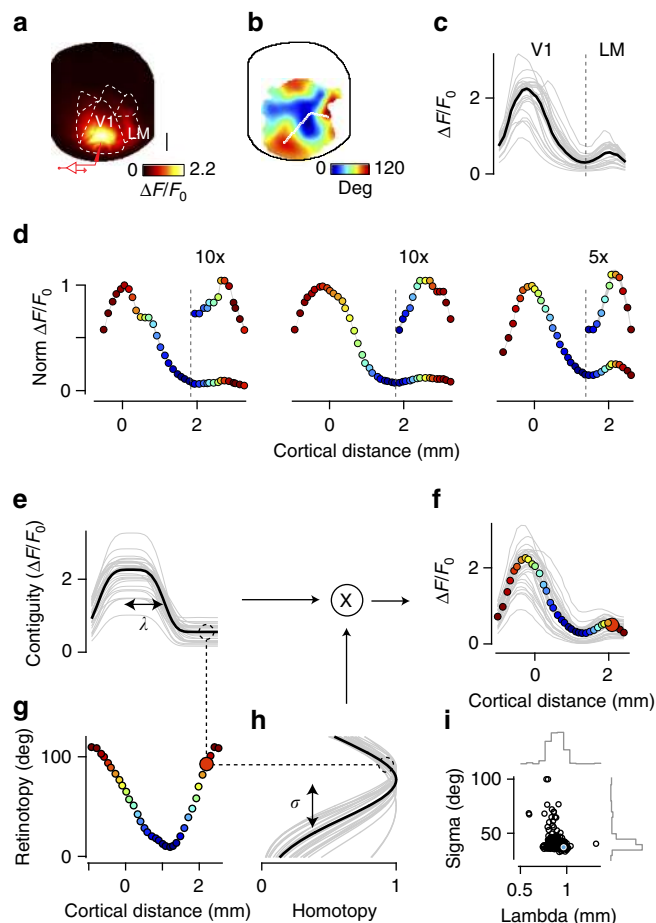 a
V1
LM
0 2.2
ΔF/F0
b
0 120
Deg
c
V1 LM
ΔF/F0
2
0
d
10x 10x 5x
Norm ΔF/F0
1
0
0 2 0 2 0 2
Cortical distance (mm)
e
Contiguity (ΔF/F0)
2
0
λ
X
f
ΔF/F0
2
0
0 2
Cortical distance (mm)
g
Retinotopy (deg)
100
0
0 2
Cortical distance (mm)
h
σ
0 1
Homotopy
i
Sigma (deg)
100
50
0.5 1
Lambda (mm)